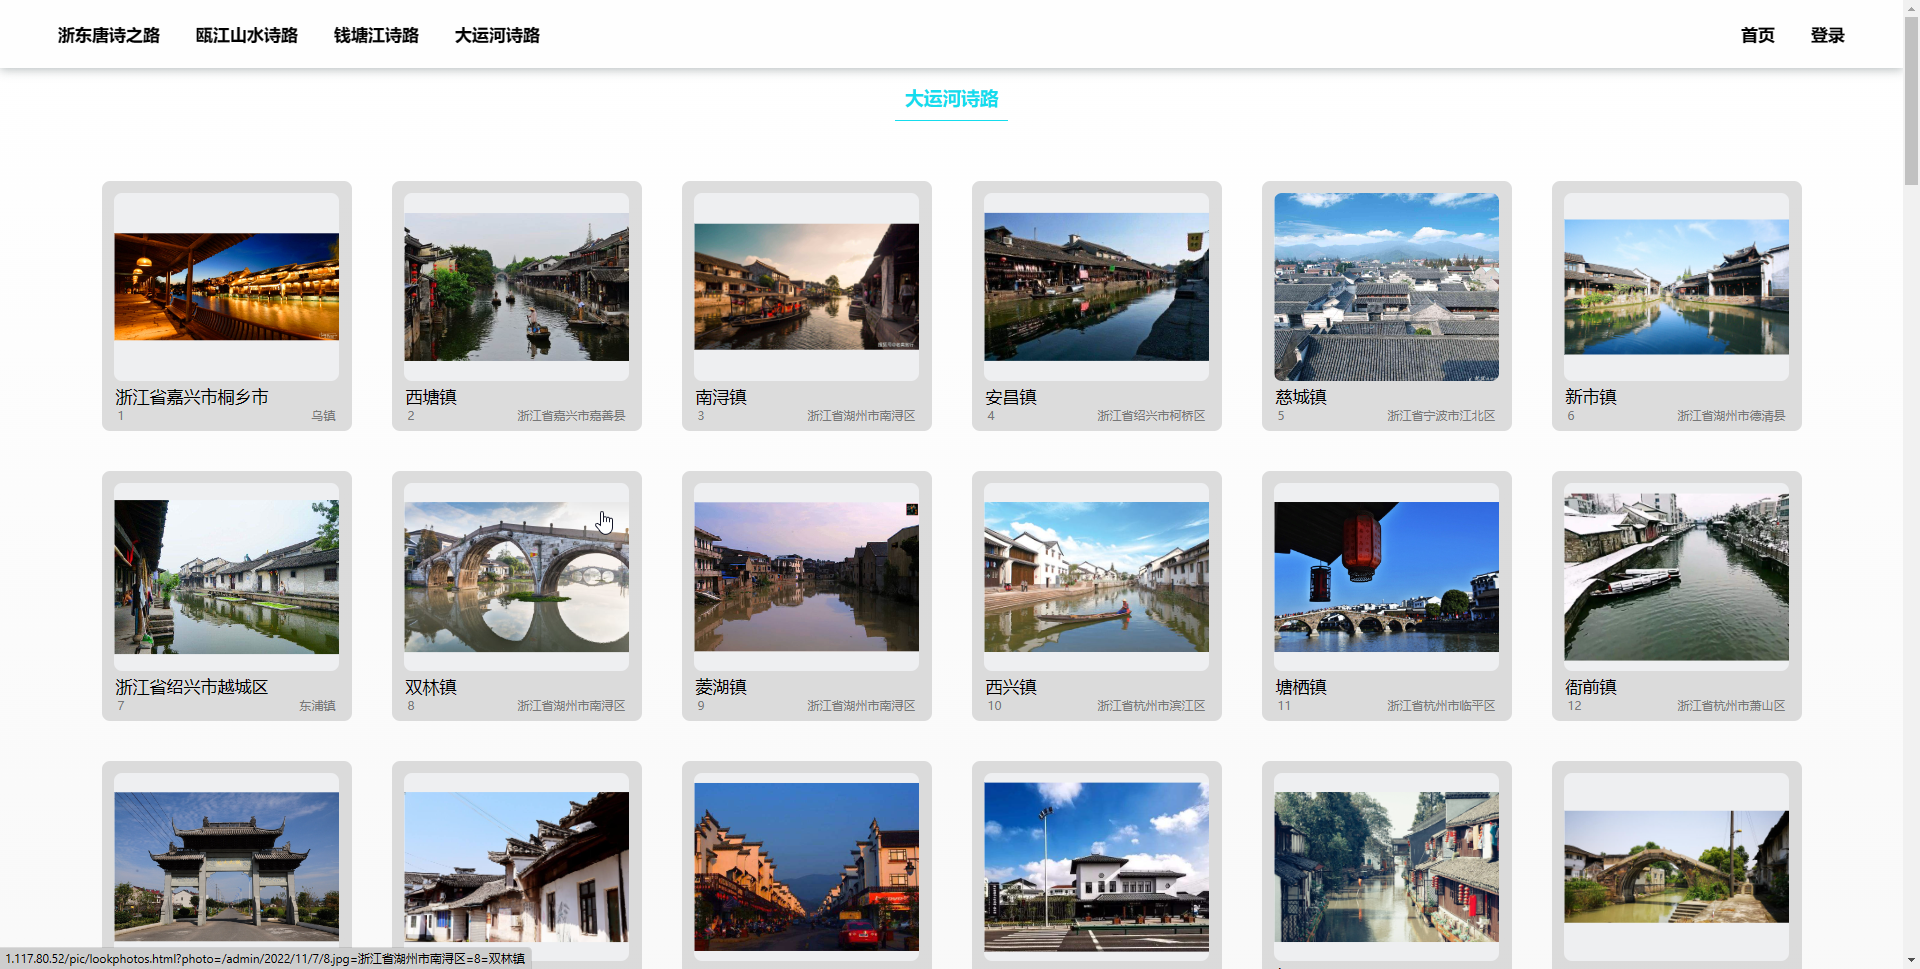 浙东唐诗之路 瓯江山水诗路 钱塘江诗路 大运河诗路 首页 登录
大运河诗路
浙江省嘉兴市桐乡市
1 乌镇
西塘镇
2 浙江省嘉兴市嘉善县
南浔镇
3 浙江省湖州市南浔区
安昌镇
4 浙江省绍兴市柯桥区
慈城镇
5 浙江省宁波市江北区
新市镇
6 浙江省湖州市德清县
浙江省绍兴市越城区
7 东浦镇
双林镇
8 浙江省湖州市南浔区
菱湖镇
9 浙江省湖州市南浔区
西兴镇
10 浙江省杭州市滨江区
塘栖镇
11 浙江省杭州市临平区
衙前镇
12 浙江省杭州市萧山区
1.117.80.52/pic/lookphotos.html?photo=/admin/2022/11/7/8.jpg=浙江省湖州市南浔区=8=双林镇